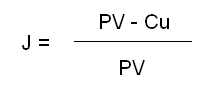 PV - Cu
J =
PV